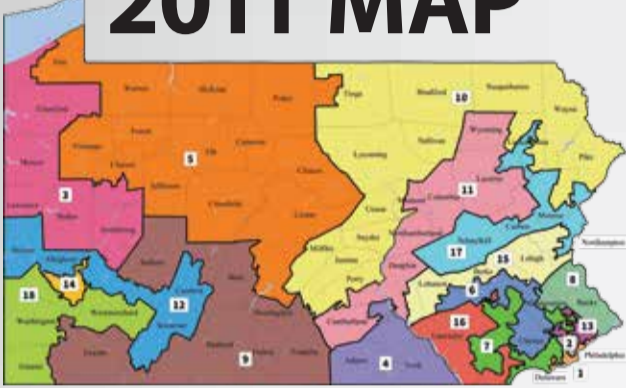 2011 MAP
Erie
Warren
McKean
Potter
Tioga
Bradford
Susquehanna
10
Wayne
Crawford
Forest
Cameron
Sullivan
Wyoming
Pike
Venango
Elk
5
Lycoming
Mercer
Clarion
Clinton
Luzerne
11
3
Jefferson
Columbia
Lawrence
Butler
Clearfield
Centre
Union
Monroe
Armstrong
Snyder
Northumberland
Carbon
Northampton
Beaver
Mifflin
Schuylkill
17
Allegheny
Indiana
Juniata
Dauphin
15
Lehigh
14
Blair
Perry
Berks
8
18
Cambria
Lebanon
6
Bucks
12
Huntingdon
Washington
Westmoreland
Somerset
Cumberland
16
13
Lancaster
7
Chester
2
Philadelphia
Greene
Fayette
Bedford
Fulton
Franklin
Adams
York
9
4
Delaware
1